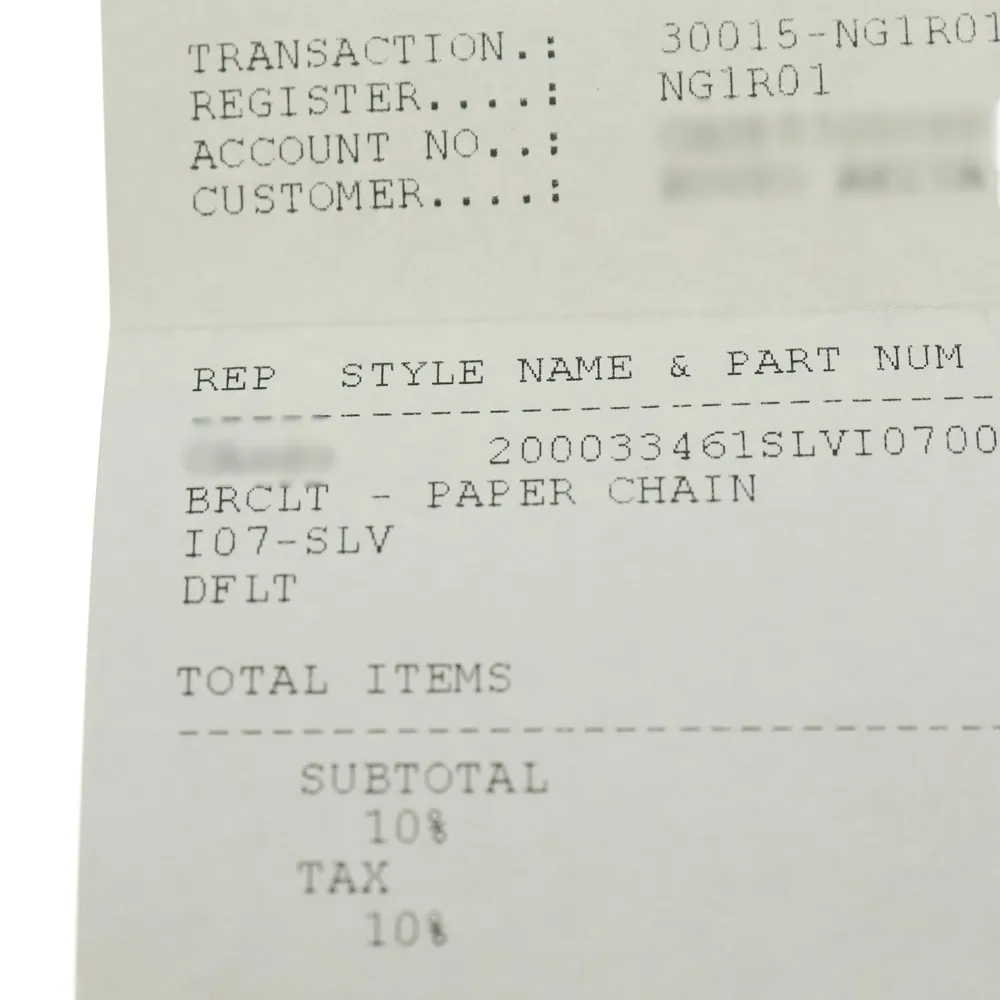 TRANSACTION.: 30015-NG1R01
REGISTER....: NG1R01
ACCOUNT NO..:
CUSTOMER....:
REP STYLE NAME & PART NUM
200033461SLVI0700
BRCLT - PAPER CHAIN
I07-SLV
DFLT
TOTAL ITEMS
SUBTOTAL
10%
TAX
10%